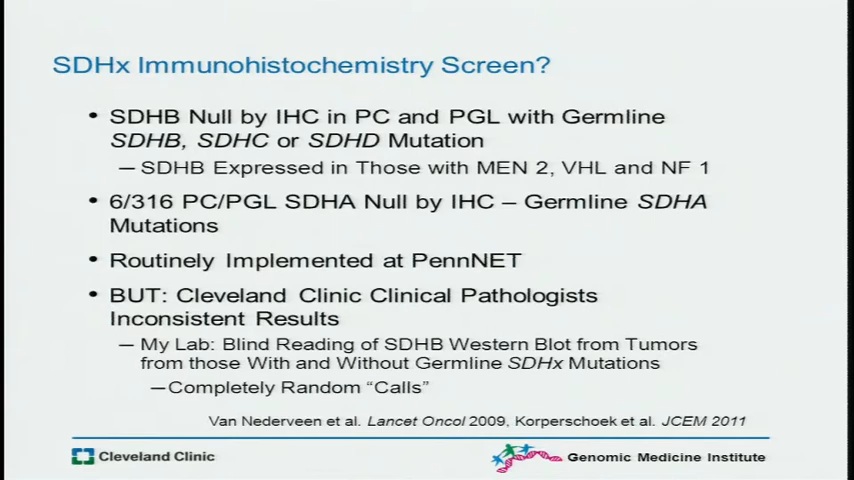 SDHx Immunohistochemistry Screen?
• SDHB Null by IHC in PC and PGL with Germline
SDHB, SDHC or SDHD Mutation
– SDHB Expressed in Those with MEN 2, VHL and NF 1
• 6/316 PC/PGL SDHA Null by IHC – Germline SDHA
Mutations
• Routinely Implemented at PennNET
• BUT: Cleveland Clinic Clinical Pathologists
Inconsistent Results
– My Lab: Blind Reading of SDHB Western Blot from Tumors
from those With and Without Germline SDHx Mutations
–Completely Random “Calls”
Van Nederveen et al. Lancet Oncol 2009, Korperschoek et al. JCEM 2011
Cleveland Clinic
Genomic Medicine Institute